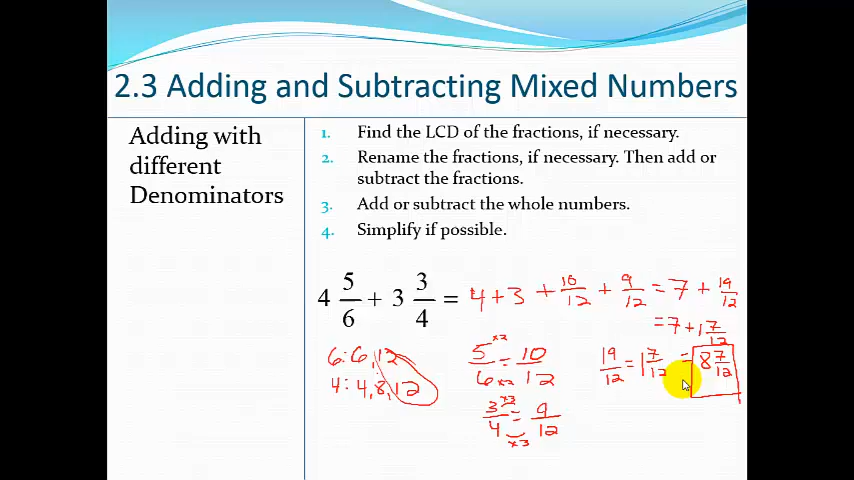 2.3 Adding and Subtracting Mixed Numbers
Adding with
different
Denominators
1. Find the LCD of the fractions, if necessary.
2. Rename the fractions, if necessary. Then add or
subtract the fractions.
3. Add or subtract the whole numbers.
4. Simplify if possible.
4 5/6 + 3 3/4 = 4+3 + 10/12 + 9/12 = 7 + 19/12
= 7 + 1 7/12
6: 6, 12
4: 4, 8, 12
5/6 ×2 ×2 = 10/12
19/12 = 1 7/12
= 8 7/12
3/4 ×3 ×3 = 9/12